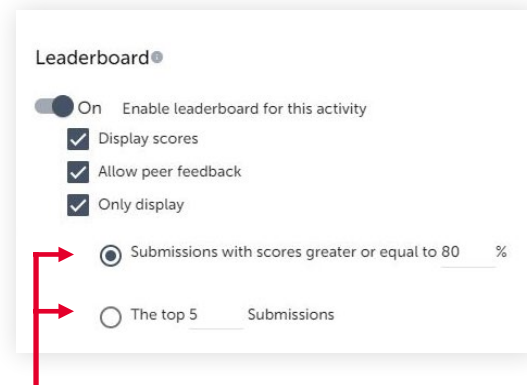 Leaderboard
On Enable leaderboard for this activity
Display scores
Allow peer feedback
Only display
Submissions with scores greater or equal to 80 %
The top 5 Submissions